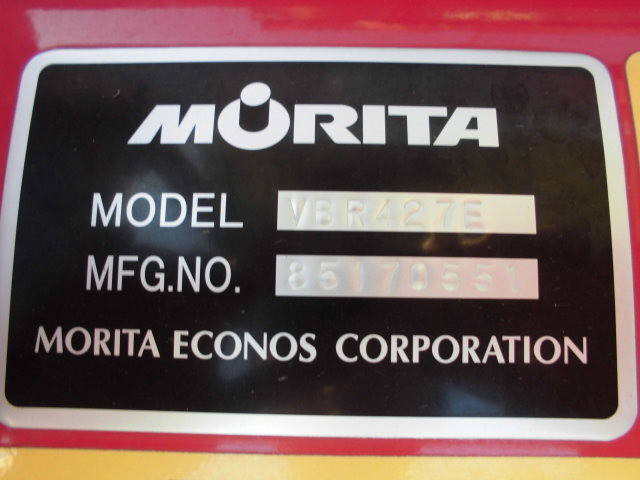 MORITA
MODEL VBR427E
MFG.NO. 85170551
MORITA ECONOS CORPORATION